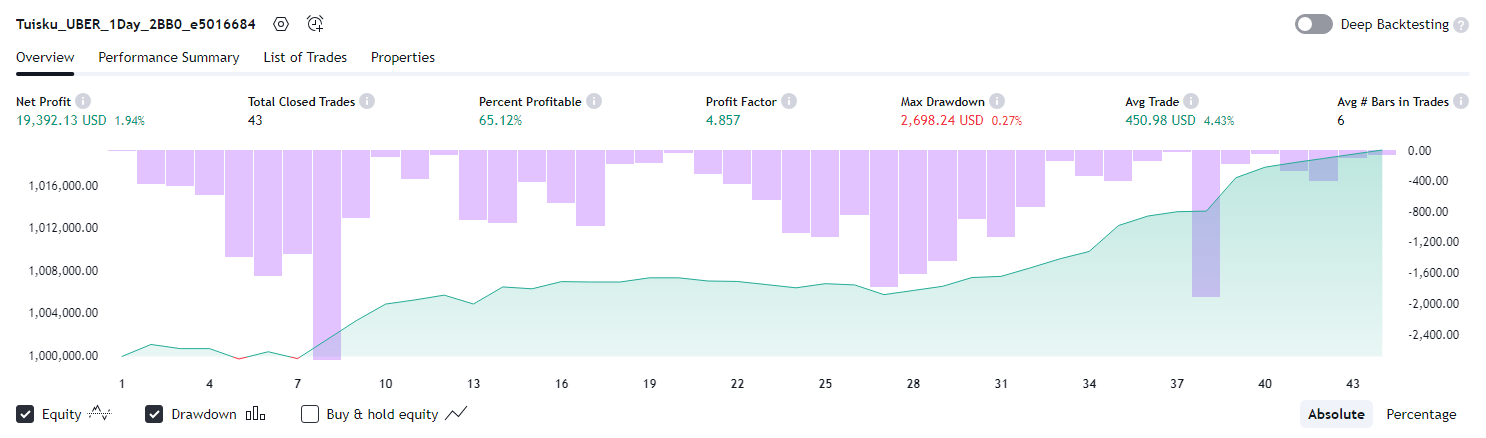 Tuisku_UBER_1Day_2BB0_e5016684 Deep Backtesting ?
Overview Performance Summary List of Trades Properties
Net Profit i Total Closed Trades i Percent Profitable i Profit Factor i Max Drawdown i Avg Trade i Avg # Bars in Trades i
19,392.13 USD 1.94% 43 65.12% 4.857 2,698.24 USD 0.27% 450.98 USD 4.43% 6
0.00
1,016,000.00 -400.00
-800.00
1,012,000.00 -1,200.00
1,008,000.00 -1,600.00
1,004,000.00 -2,000.00
-2,400.00
1,000,000.00
1 4 7 10 13 16 19 22 25 28 31 34 37 40 43
Equity Drawdown Buy & hold equity Absolute Percentage